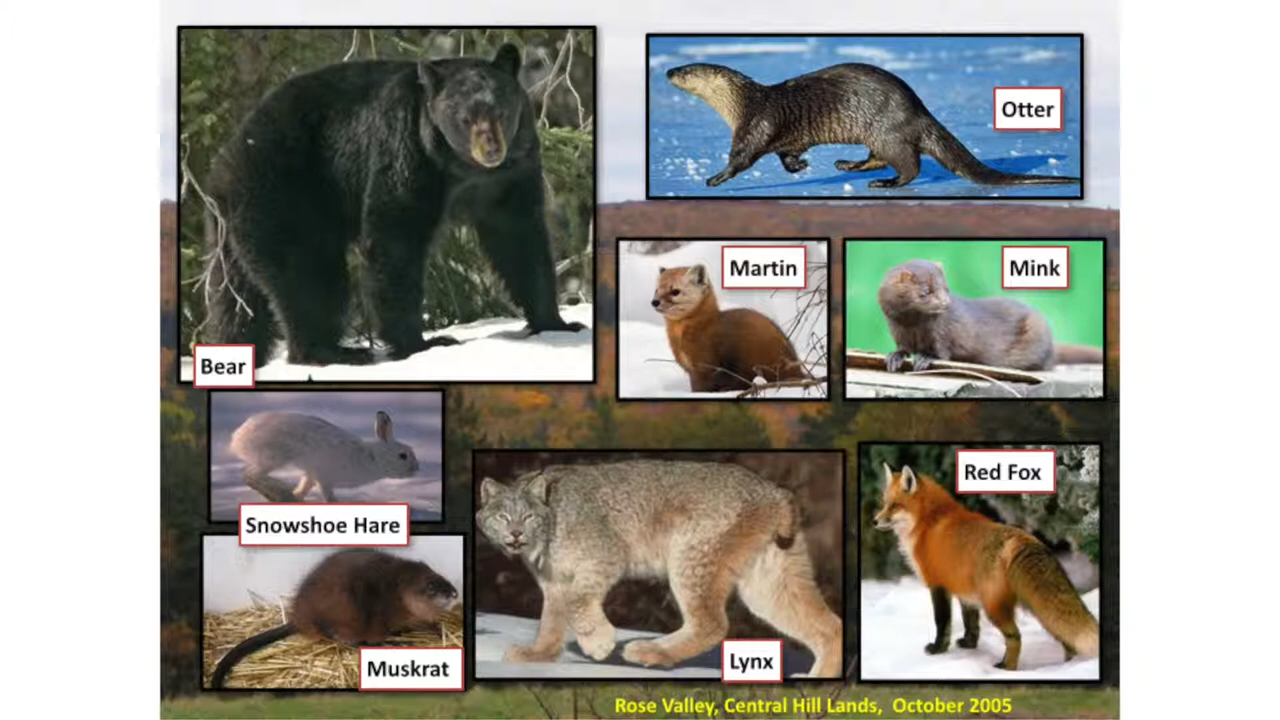 Otter
Martin
Mink
Bear
Red Fox
Snowshoe Hare
Lynx
Muskrat
Rose Valley, Central Hill Lands,  October 2005